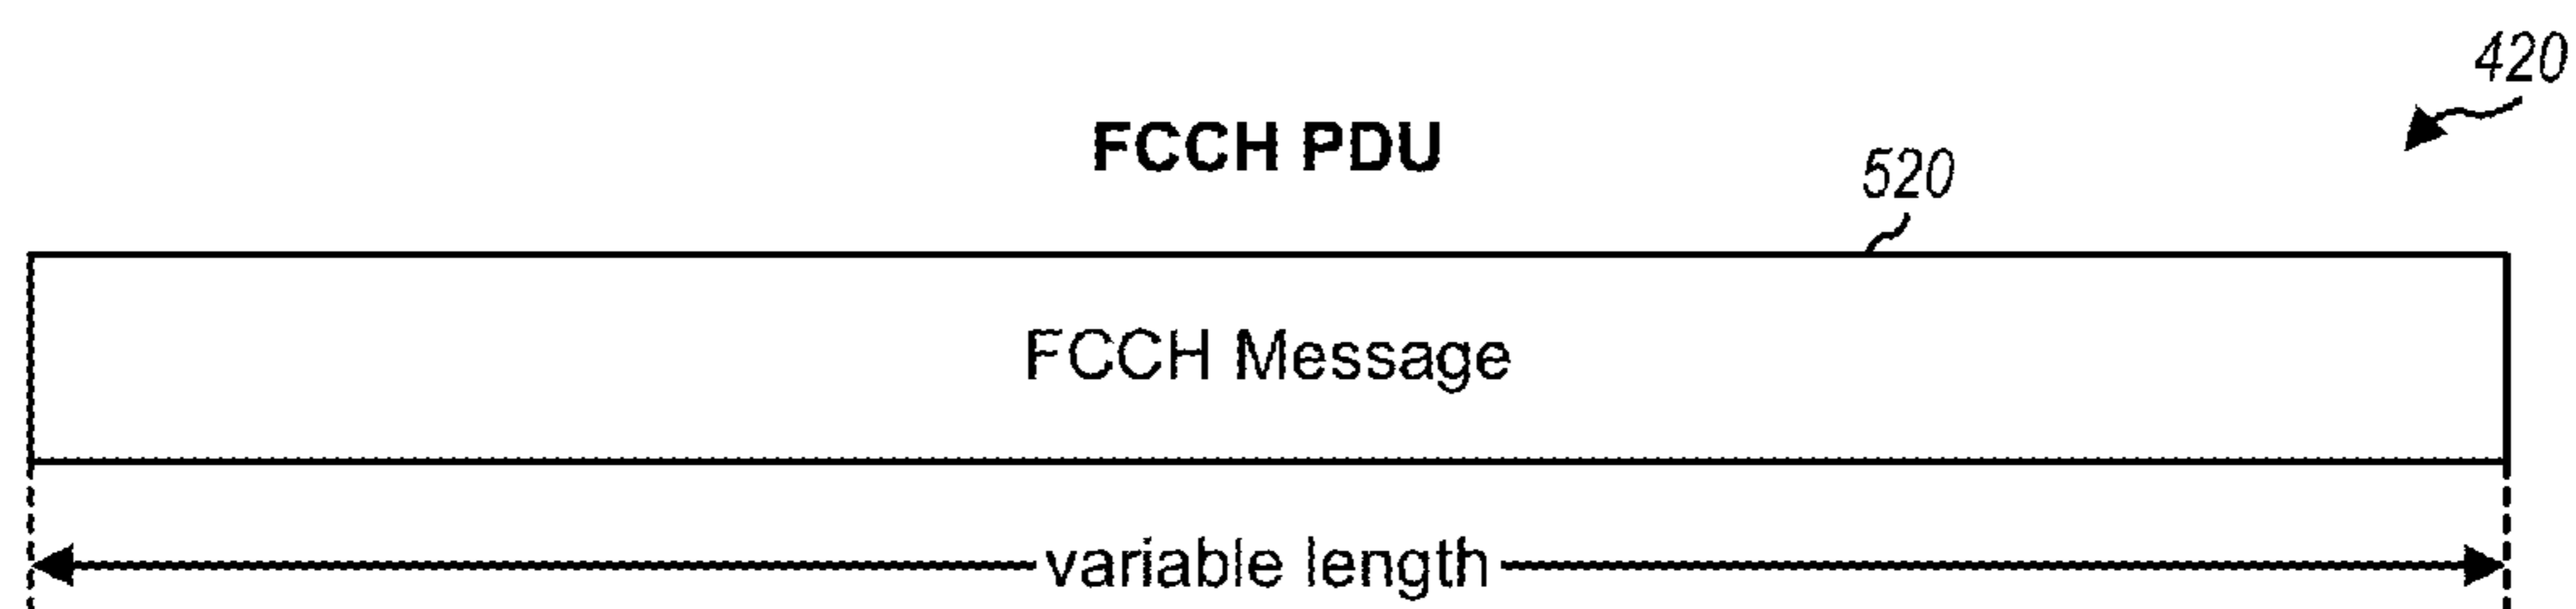 420
FCCH PDU
520
FCCH Message
variable length